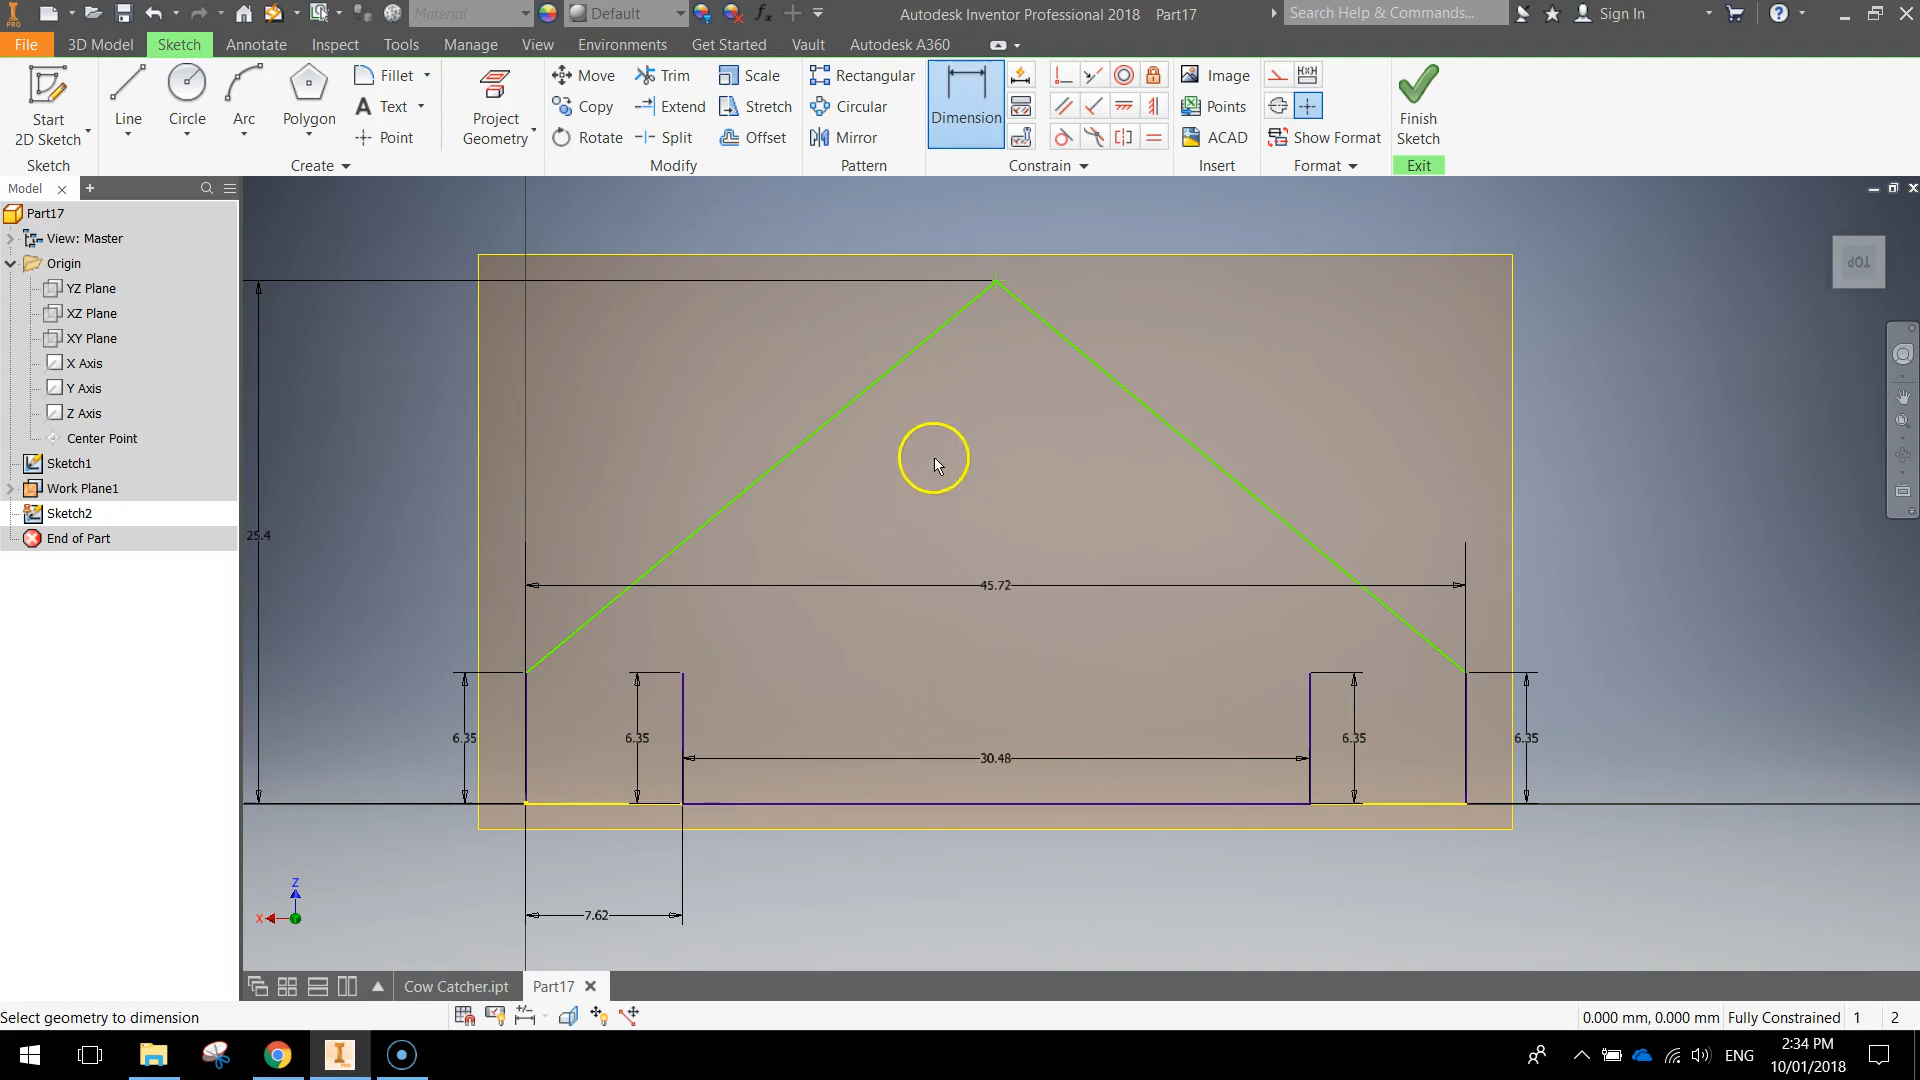 PRO
Material
Default
Autodesk Inventor Professional 2018 Part17
Search Help & Commands...
Sign In
File 3D Model Sketch Annotate Inspect Tools Manage View Environments Get Started Vault Autodesk A360
Start
2D Sketch
Line
Circle
Arc
Polygon
Fillet
Text
Point
Project
Geometry
Move
Copy
Rotate
Trim
Extend
Split
Scale
Stretch
Offset
Rectangular
Circular
Mirror
Dimension
Image
Points
ACAD
Show Format
Finish
Sketch
Sketch Create Modify Pattern Constrain Insert Format Exit
Model
Part17
View: Master
Origin
YZ Plane
XZ Plane
XY Plane
X Axis
Y Axis
Z Axis
Center Point
Sketch1
Work Plane1
Sketch2
End of Part
TOP
25.4
45.72
6.35
6.35
30.48
6.35
6.35
7.62
Z
X
Cow Catcher.ipt
Part17
Select geometry to dimension
0.000 mm, 0.000 mm Fully Constrained 1 2
ENG
2:34 PM
10/01/2018